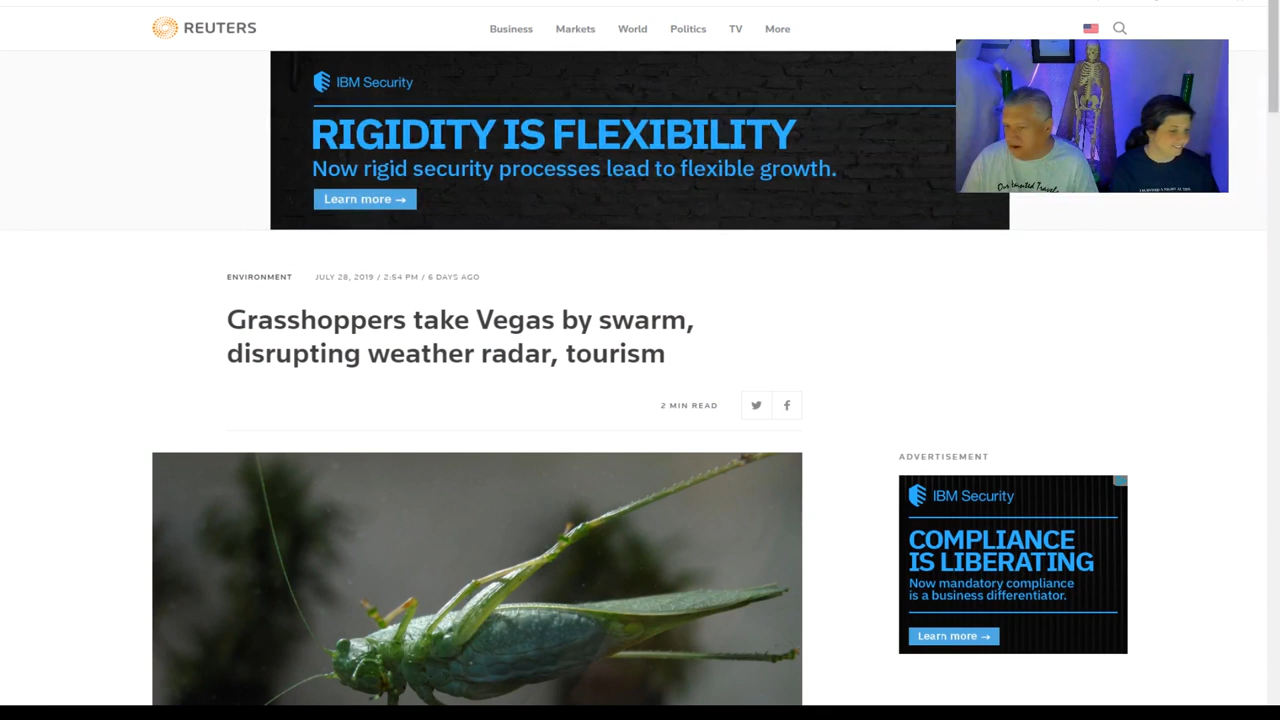 REUTERS
Business Markets World Politics TV More
IBM Security
RIGIDITY IS FLEXIBILITY
Now rigid security processes lead to flexible growth.
Learn more →
ENVIRONMENT JULY 28, 2019 / 2:54 PM / 6 DAYS AGO
Grasshoppers take Vegas by swarm,
disrupting weather radar, tourism
2 MIN READ
ADVERTISEMENT
IBM Security
COMPLIANCE
IS LIBERATING
Now mandatory compliance
is a business differentiator.
Learn more →